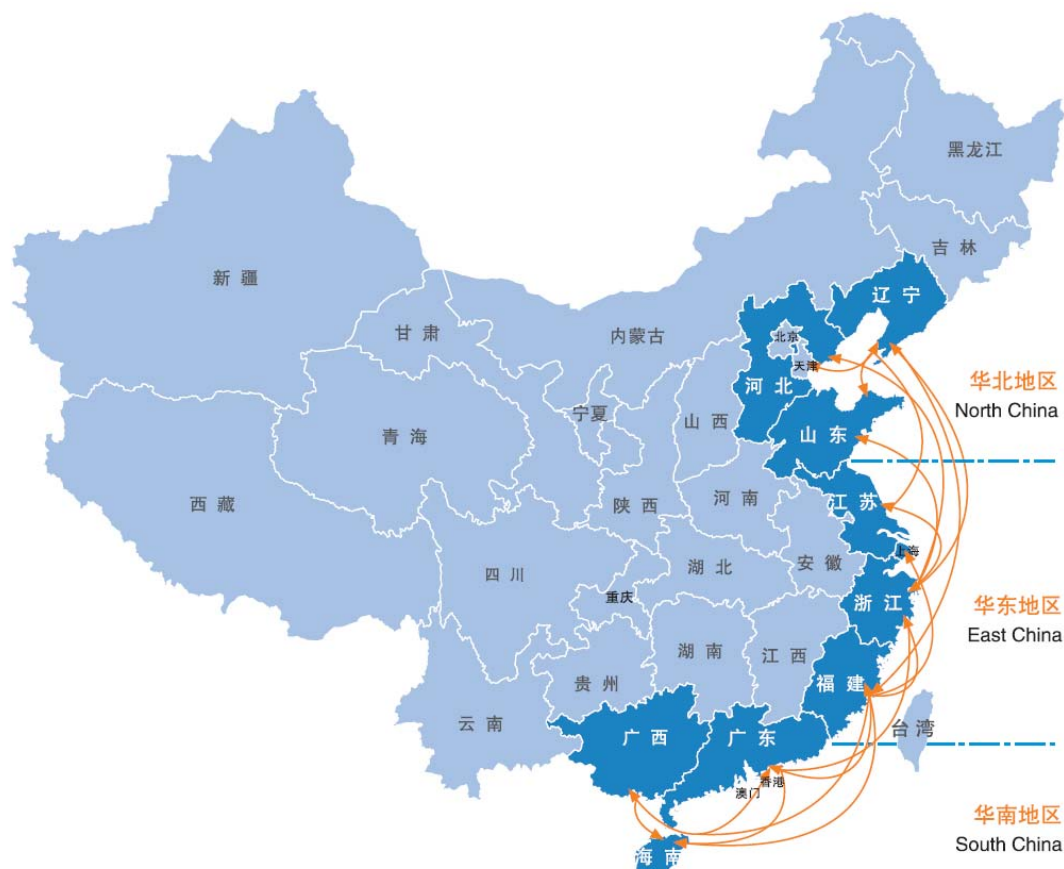 黑龙江
吉林
新疆
辽宁
甘肃
内蒙古
北京
天津
华北地区
North China
河北
宁夏
山西
青海
山东
西藏
陕西
河南
江苏
上海
四川
湖北
安徽
重庆
浙江
华东地区
East China
湖南
江西
贵州
福建
云南
广西
广东
台湾
香港
澳门
华南地区
South China
海南